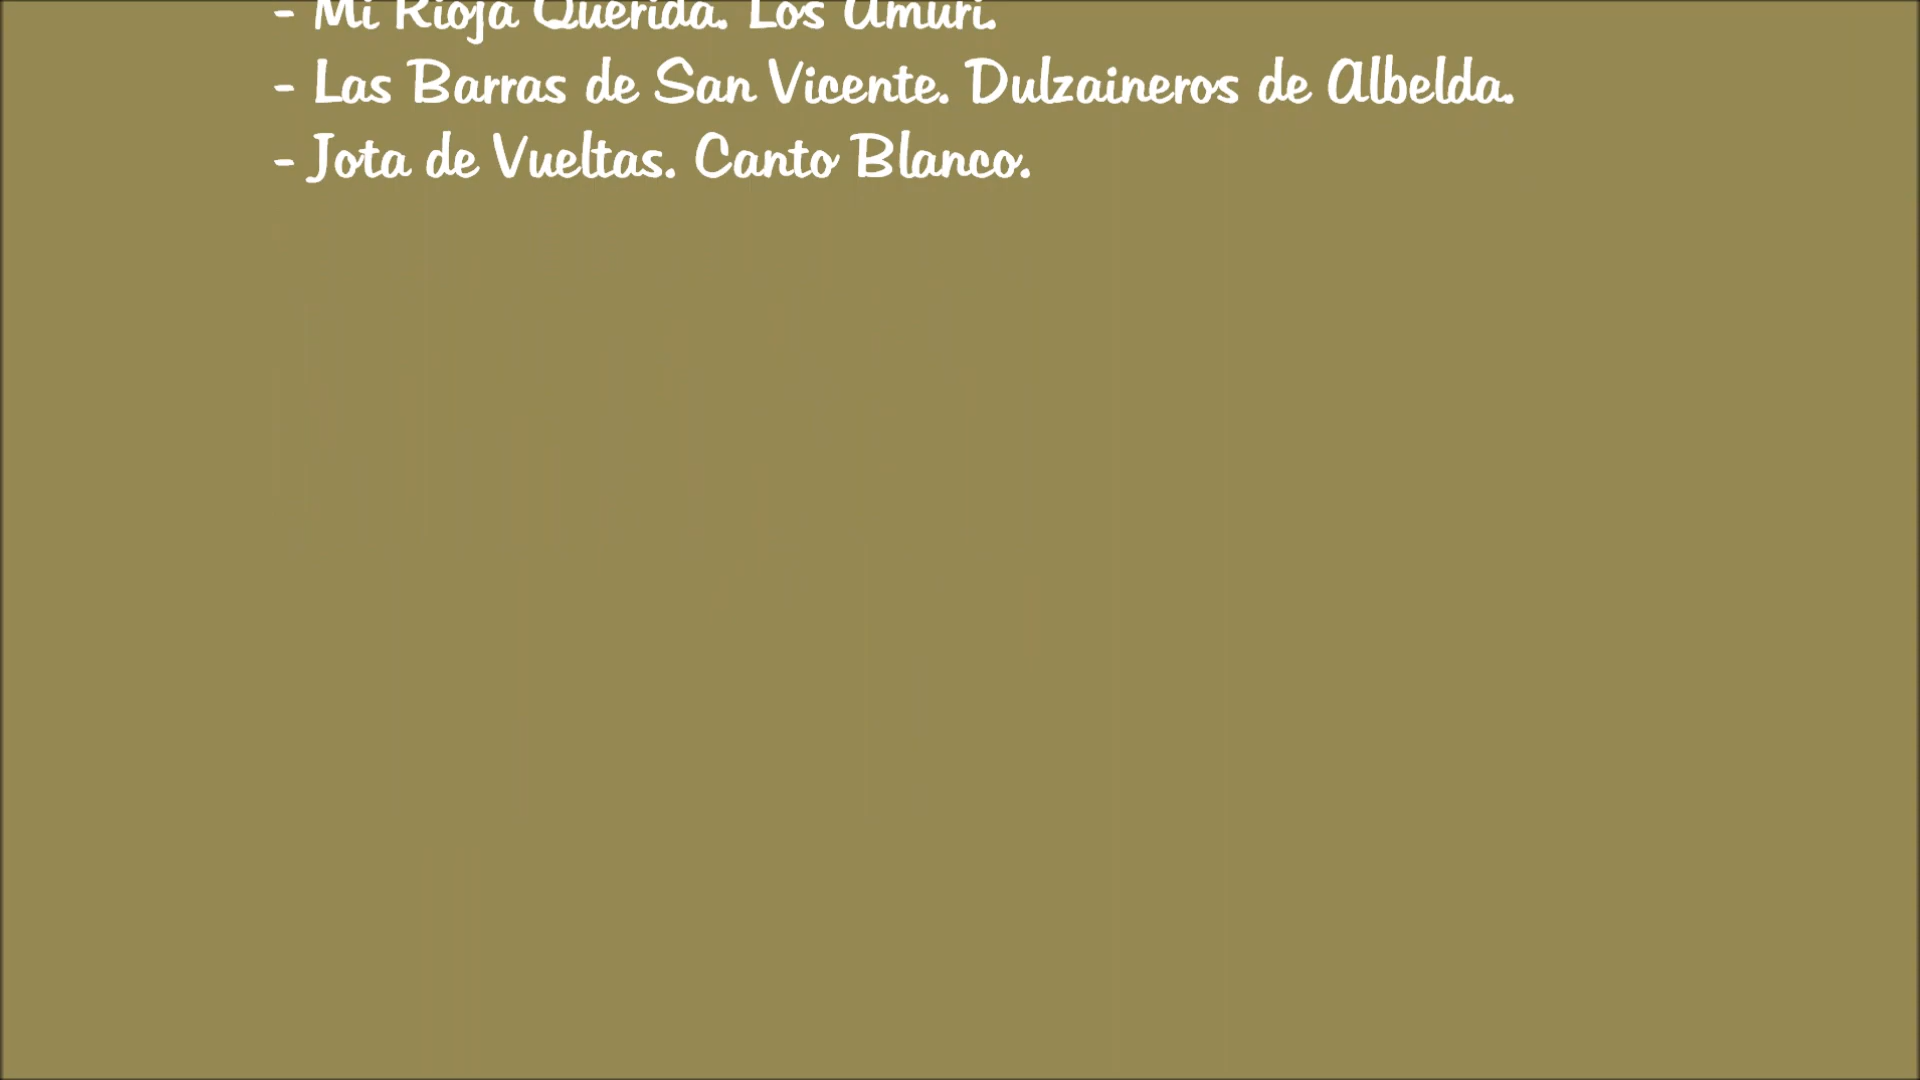 - Mi Rioja Querida. Los Amuri.
- Las Barras de San Vicente. Dulzaineros de Albelda.
- Jota de Vueltas. Canto Blanco.